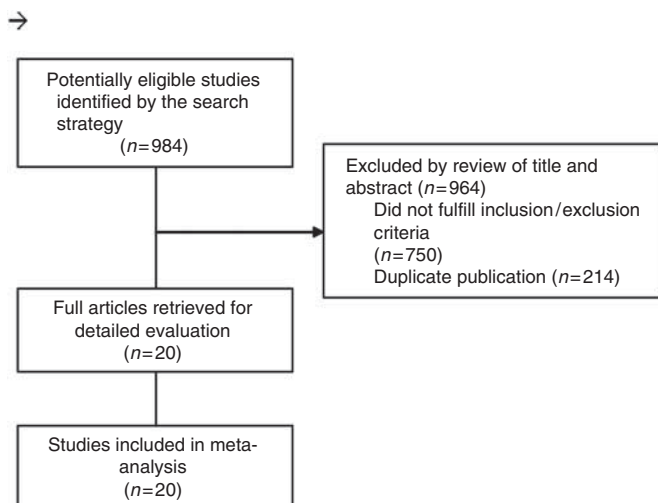 →
Potentially eligible studies
identified by the search
strategy
(n=984)
Excluded by review of title and
abstract (n=964)
Did not fulfill inclusion/exclusion
criteria
(n=750)
Duplicate publication (n=214)
Full articles retrieved for
detailed evaluation
(n=20)
Studies included in meta-
analysis
(n=20)